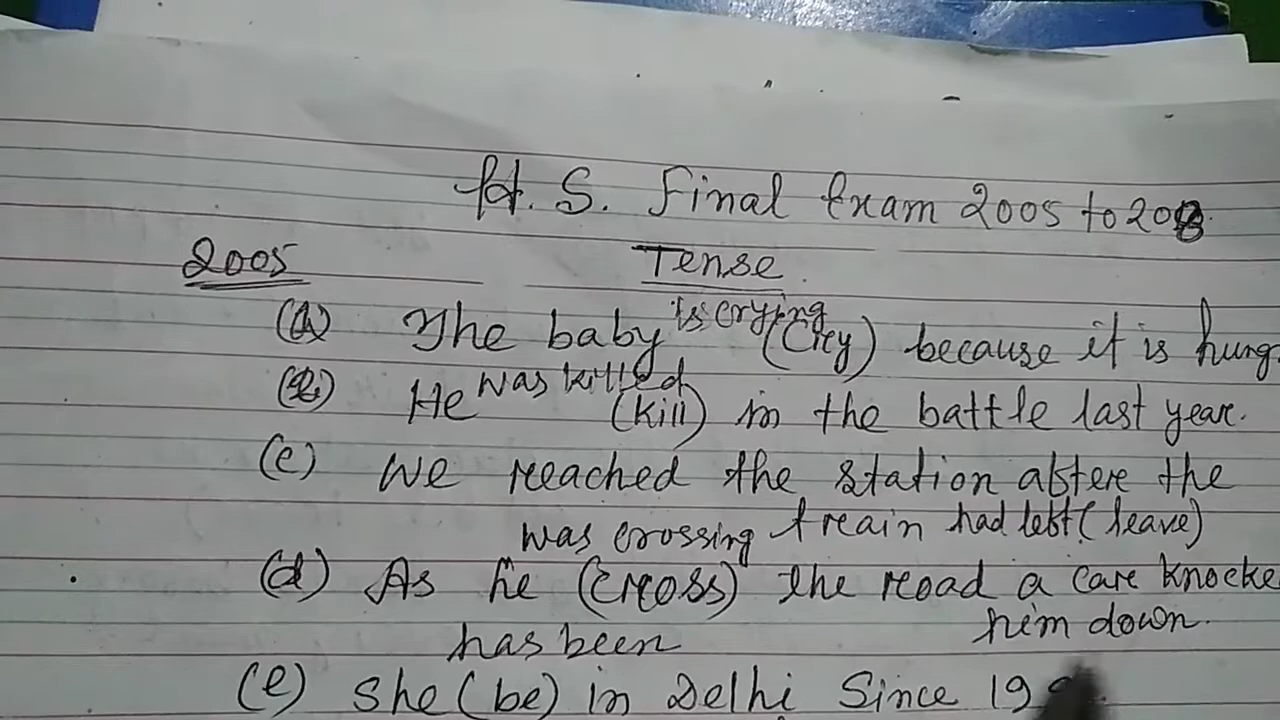 H. S. Final Exam 2005 to 2018.
2005
Tense.
is crying
(a) The baby (Cry) because it is hung
was killed
(b) He (kill) in the battle last year.
(c) We reached the station after the
train had left (leave)
was crossing
(d) As he (cross) the road a car knocke
him down.
has been
(e) She (be) in Delhi Since